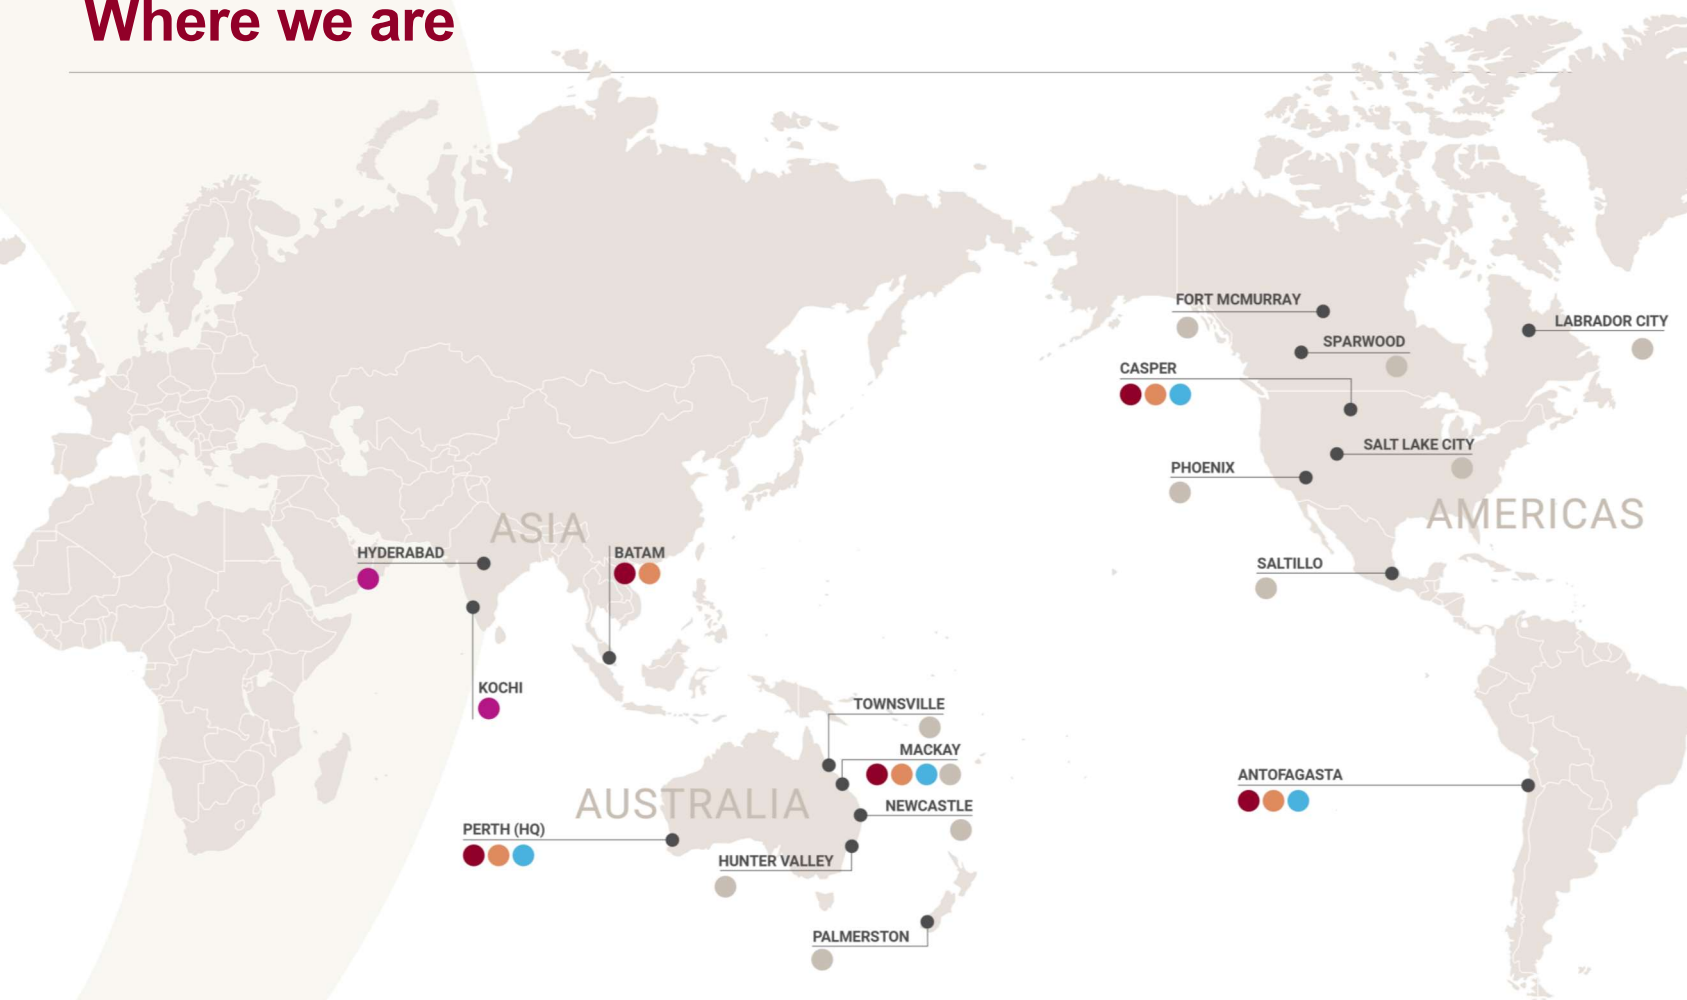 Where we are
FORT MCMURRAY
LABRADOR CITY
SPARWOOD
CASPER
SALT LAKE CITY
PHOENIX
AMERICAS
ASIA
HYDERABAD
BATAM
SALTILLO
KOCHI
TOWNSVILLE
MACKAY
ANTOFAGASTA
AUSTRALIA
NEWCASTLE
PERTH (HQ)
HUNTER VALLEY
PALMERSTON